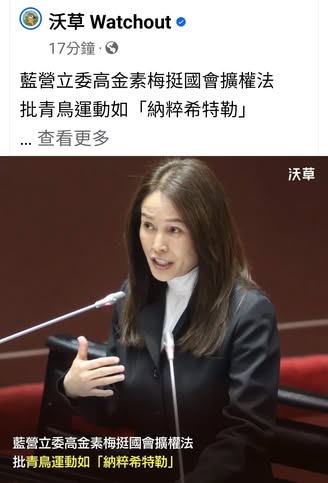 沃草 Watchout
17分鐘
藍營立委高金素梅挺國會擴權法
批青鳥運動如「納粹希特勒」
... 查看更多
沃草
藍營立委高金素梅挺國會擴權法
批青鳥運動如「納粹希特勒」